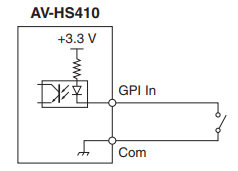 AV-HS410
+3.3 V
GPI In
Com